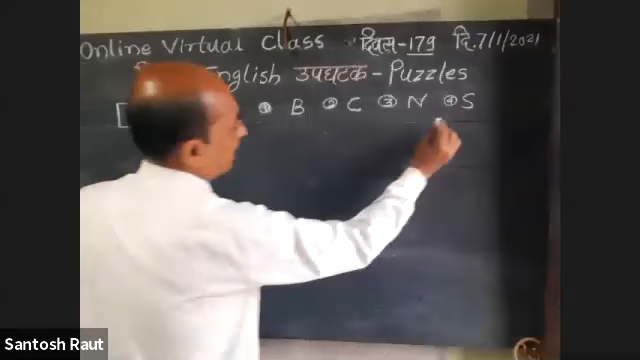 Online Virtual Class दिवस-179 दि.7/1/2021
English उपघटक - Puzzles
① B ② C ③ N ④ S
Santosh Raut